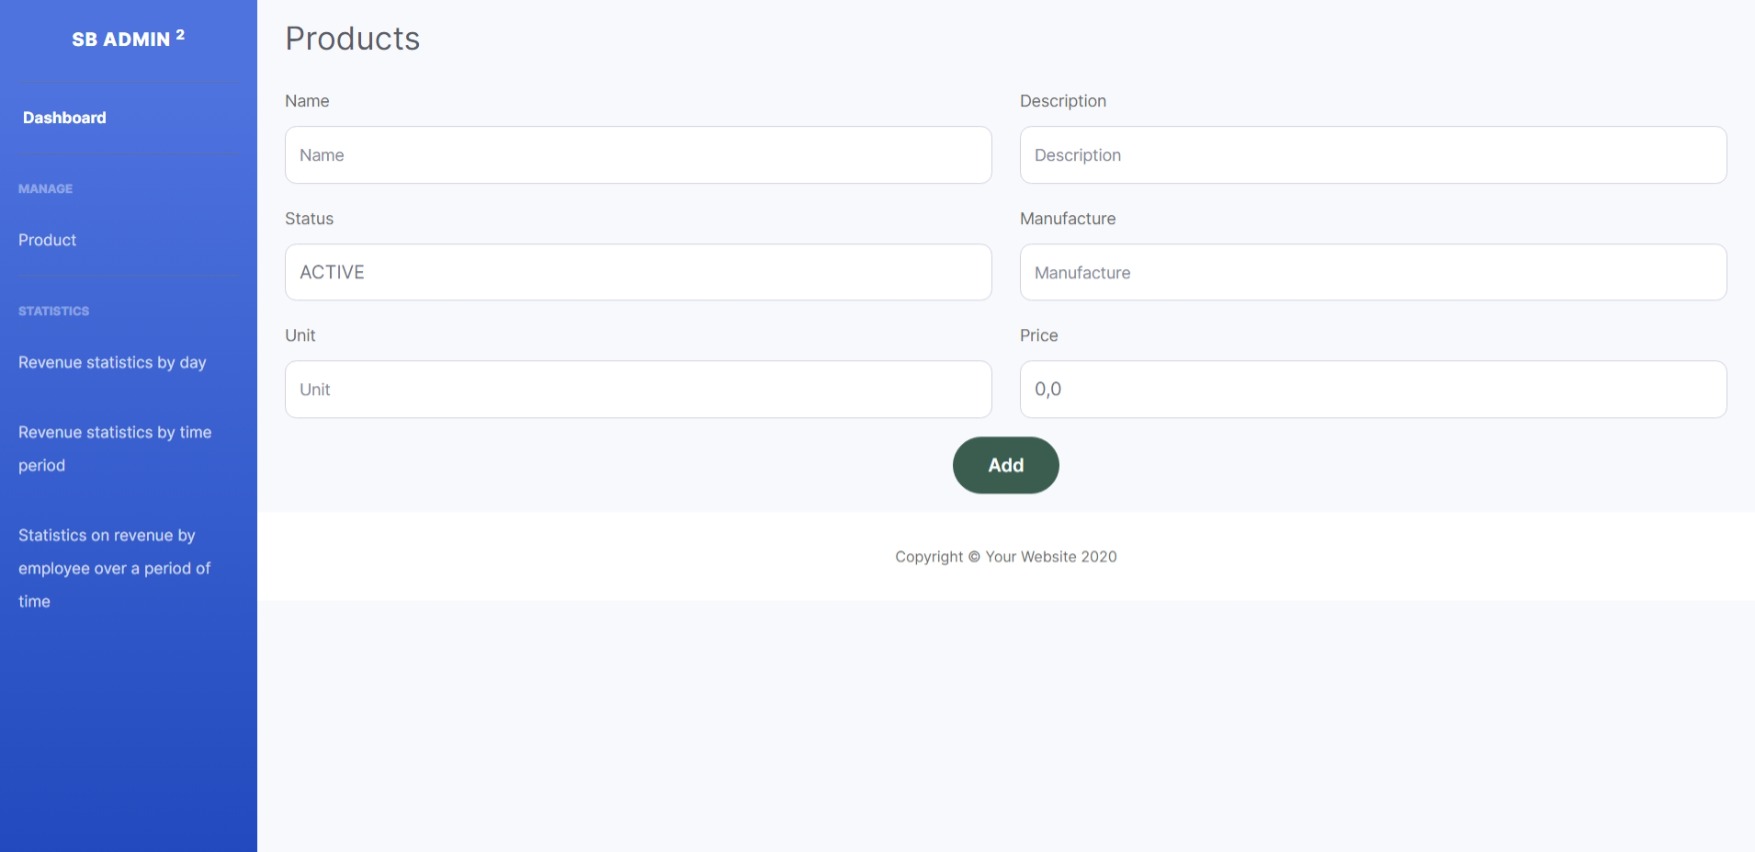 SB ADMIN 2
Dashboard
MANAGE
Product
STATISTICS
Revenue statistics by day
Revenue statistics by time
period
Statistics on revenue by
employee over a period of
time
Products
Name
Description
Name
Description
Status
Manufacture
ACTIVE
Manufacture
Unit
Price
Unit
0,0
Add
Copyright © Your Website 2020